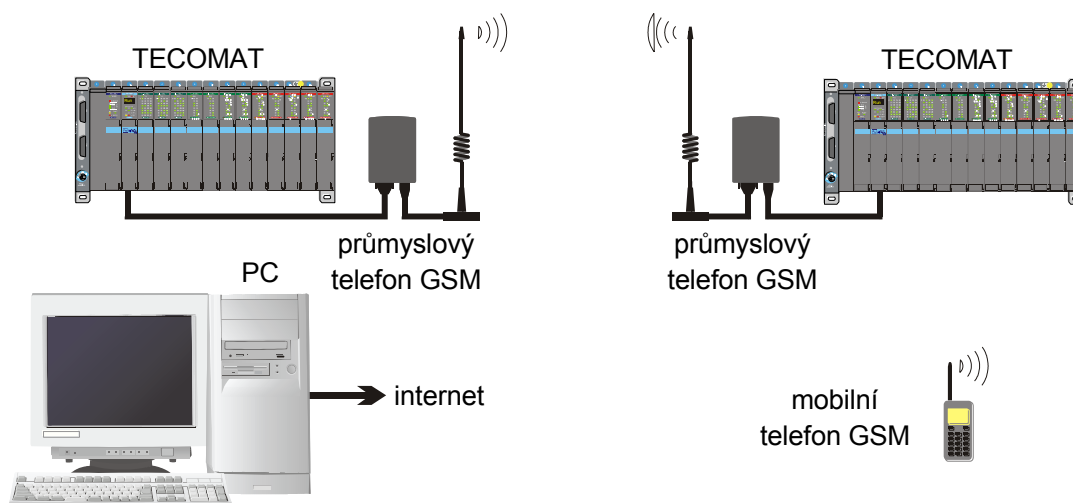 TECOMAT
TECOMAT
průmyslový
telefon GSM
průmyslový
telefon GSM
PC
internet
mobilní
telefon GSM